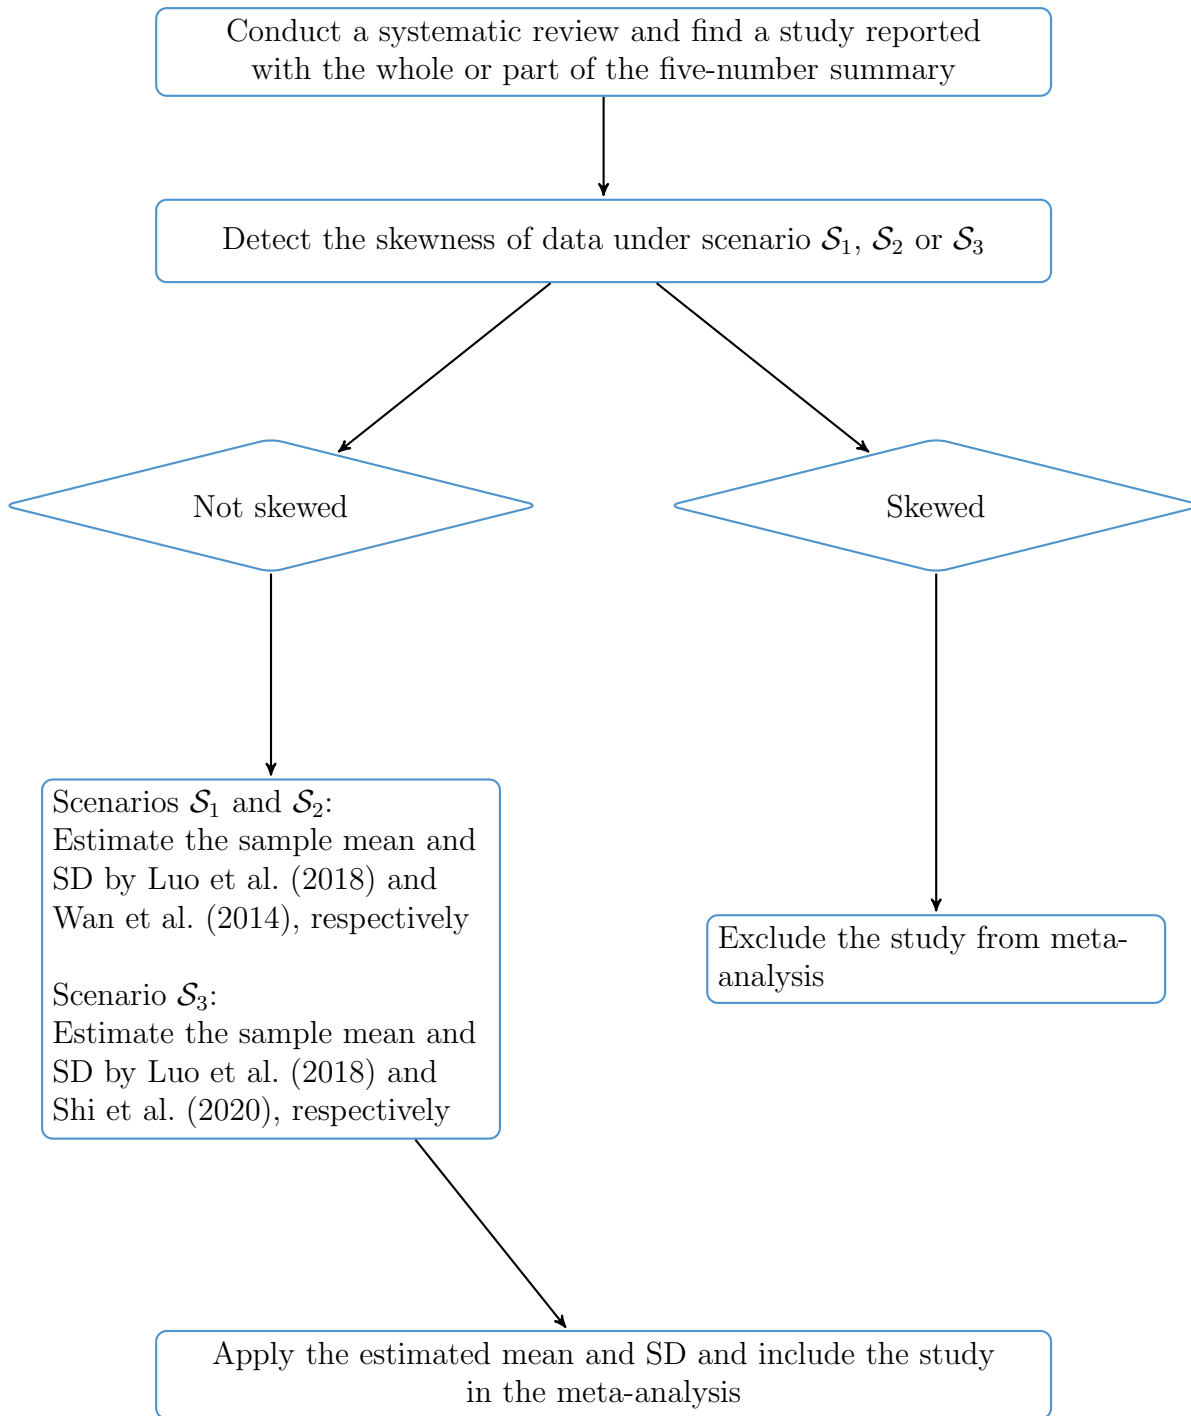 Conduct a systematic review and find a study reported
with the whole or part of the five-number summary
Detect the skewness of data under scenario 𝒮₁, 𝒮₂ or 𝒮₃
Not skewed
Skewed
Scenarios 𝒮₁ and 𝒮₂:
Estimate the sample mean and
SD by Luo et al. (2018) and
Wan et al. (2014), respectively
Scenario 𝒮₃:
Estimate the sample mean and
SD by Luo et al. (2018) and
Shi et al. (2020), respectively
Exclude the study from meta-
analysis
Apply the estimated mean and SD and include the study
in the meta-analysis